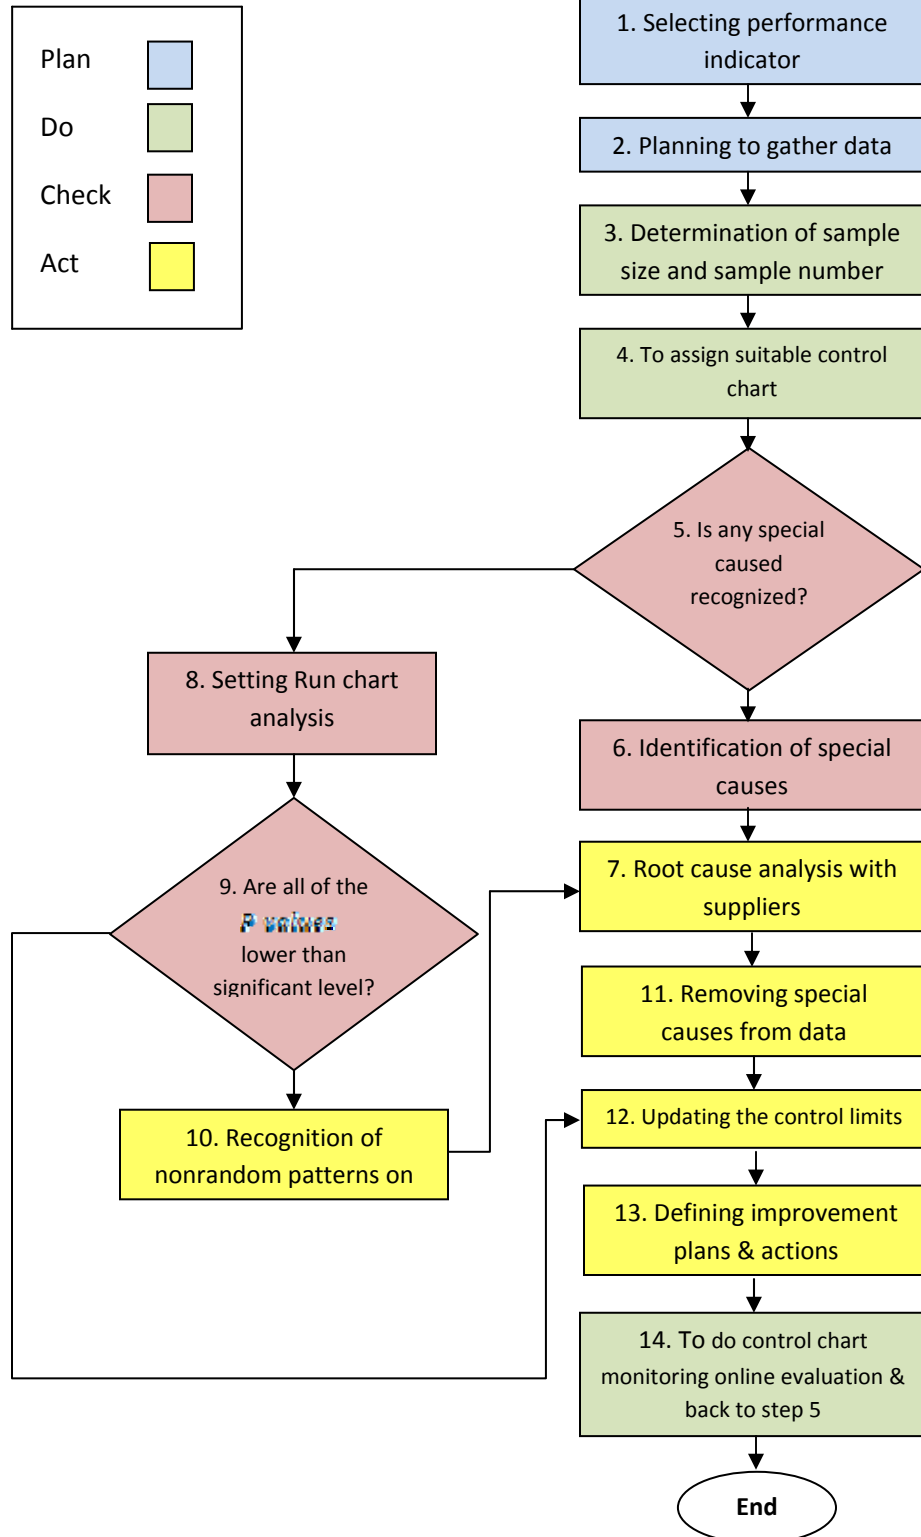 Plan
Do
Check
Act
1. Selecting performance
indicator
2. Planning to gather data
3. Determination of sample
size and sample number
4. To assign suitable control
chart
5. Is any special
caused
recognized?
8. Setting Run chart
analysis
6. Identification of special
causes
9. Are all of the
P values
lower than
significant level?
7. Root cause analysis with
suppliers
11. Removing special
causes from data
10. Recognition of
nonrandom patterns on
12. Updating the control limits
13. Defining improvement
plans & actions
14. To do control chart
monitoring online evaluation &
back to step 5
End